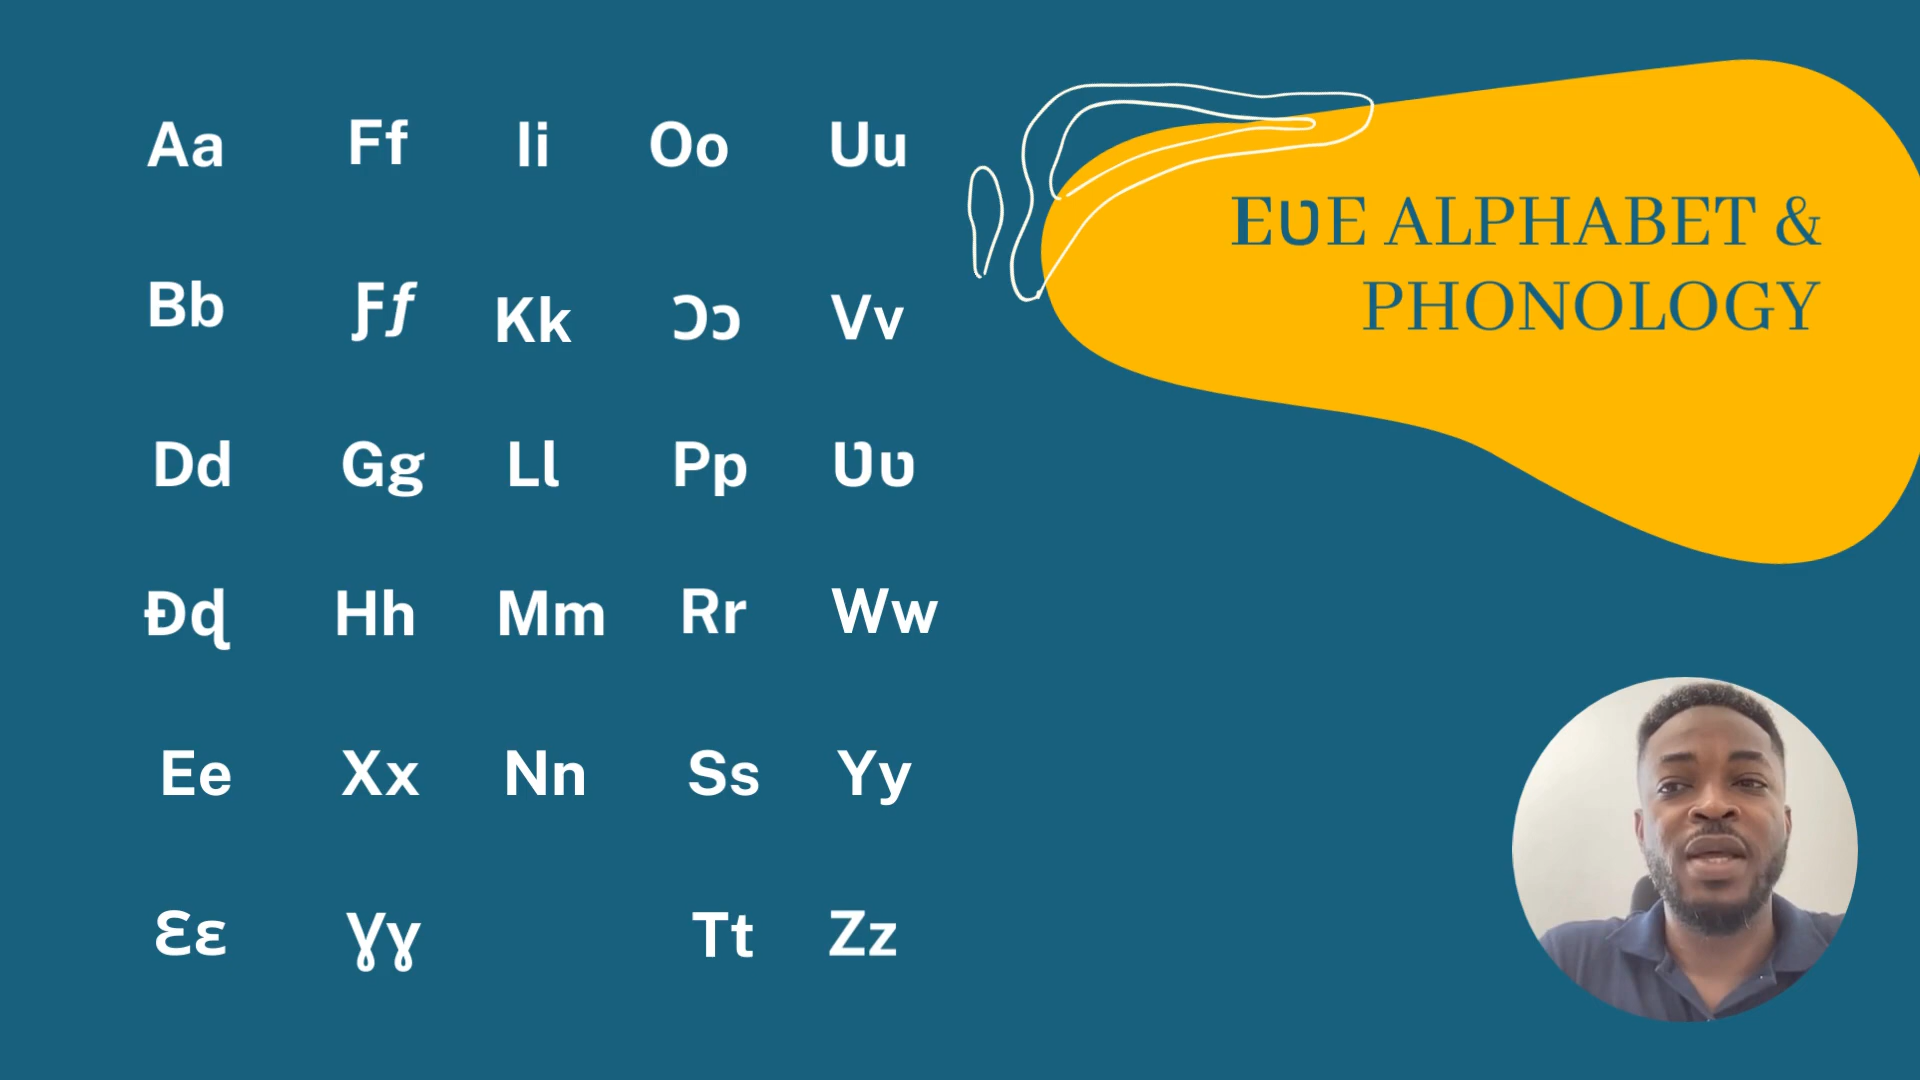 Aa Ff Ii Oo Uu
Bb Ƒƒ Kk Ɔɔ Vv
Dd Gg Ll Pp Ʋʋ
Ɖɖ Hh Mm Rr Ww
Ee Xx Nn Ss Yy
Ɛɛ Ɣɣ Tt Zz
EƲE ALPHABET &
PHONOLOGY